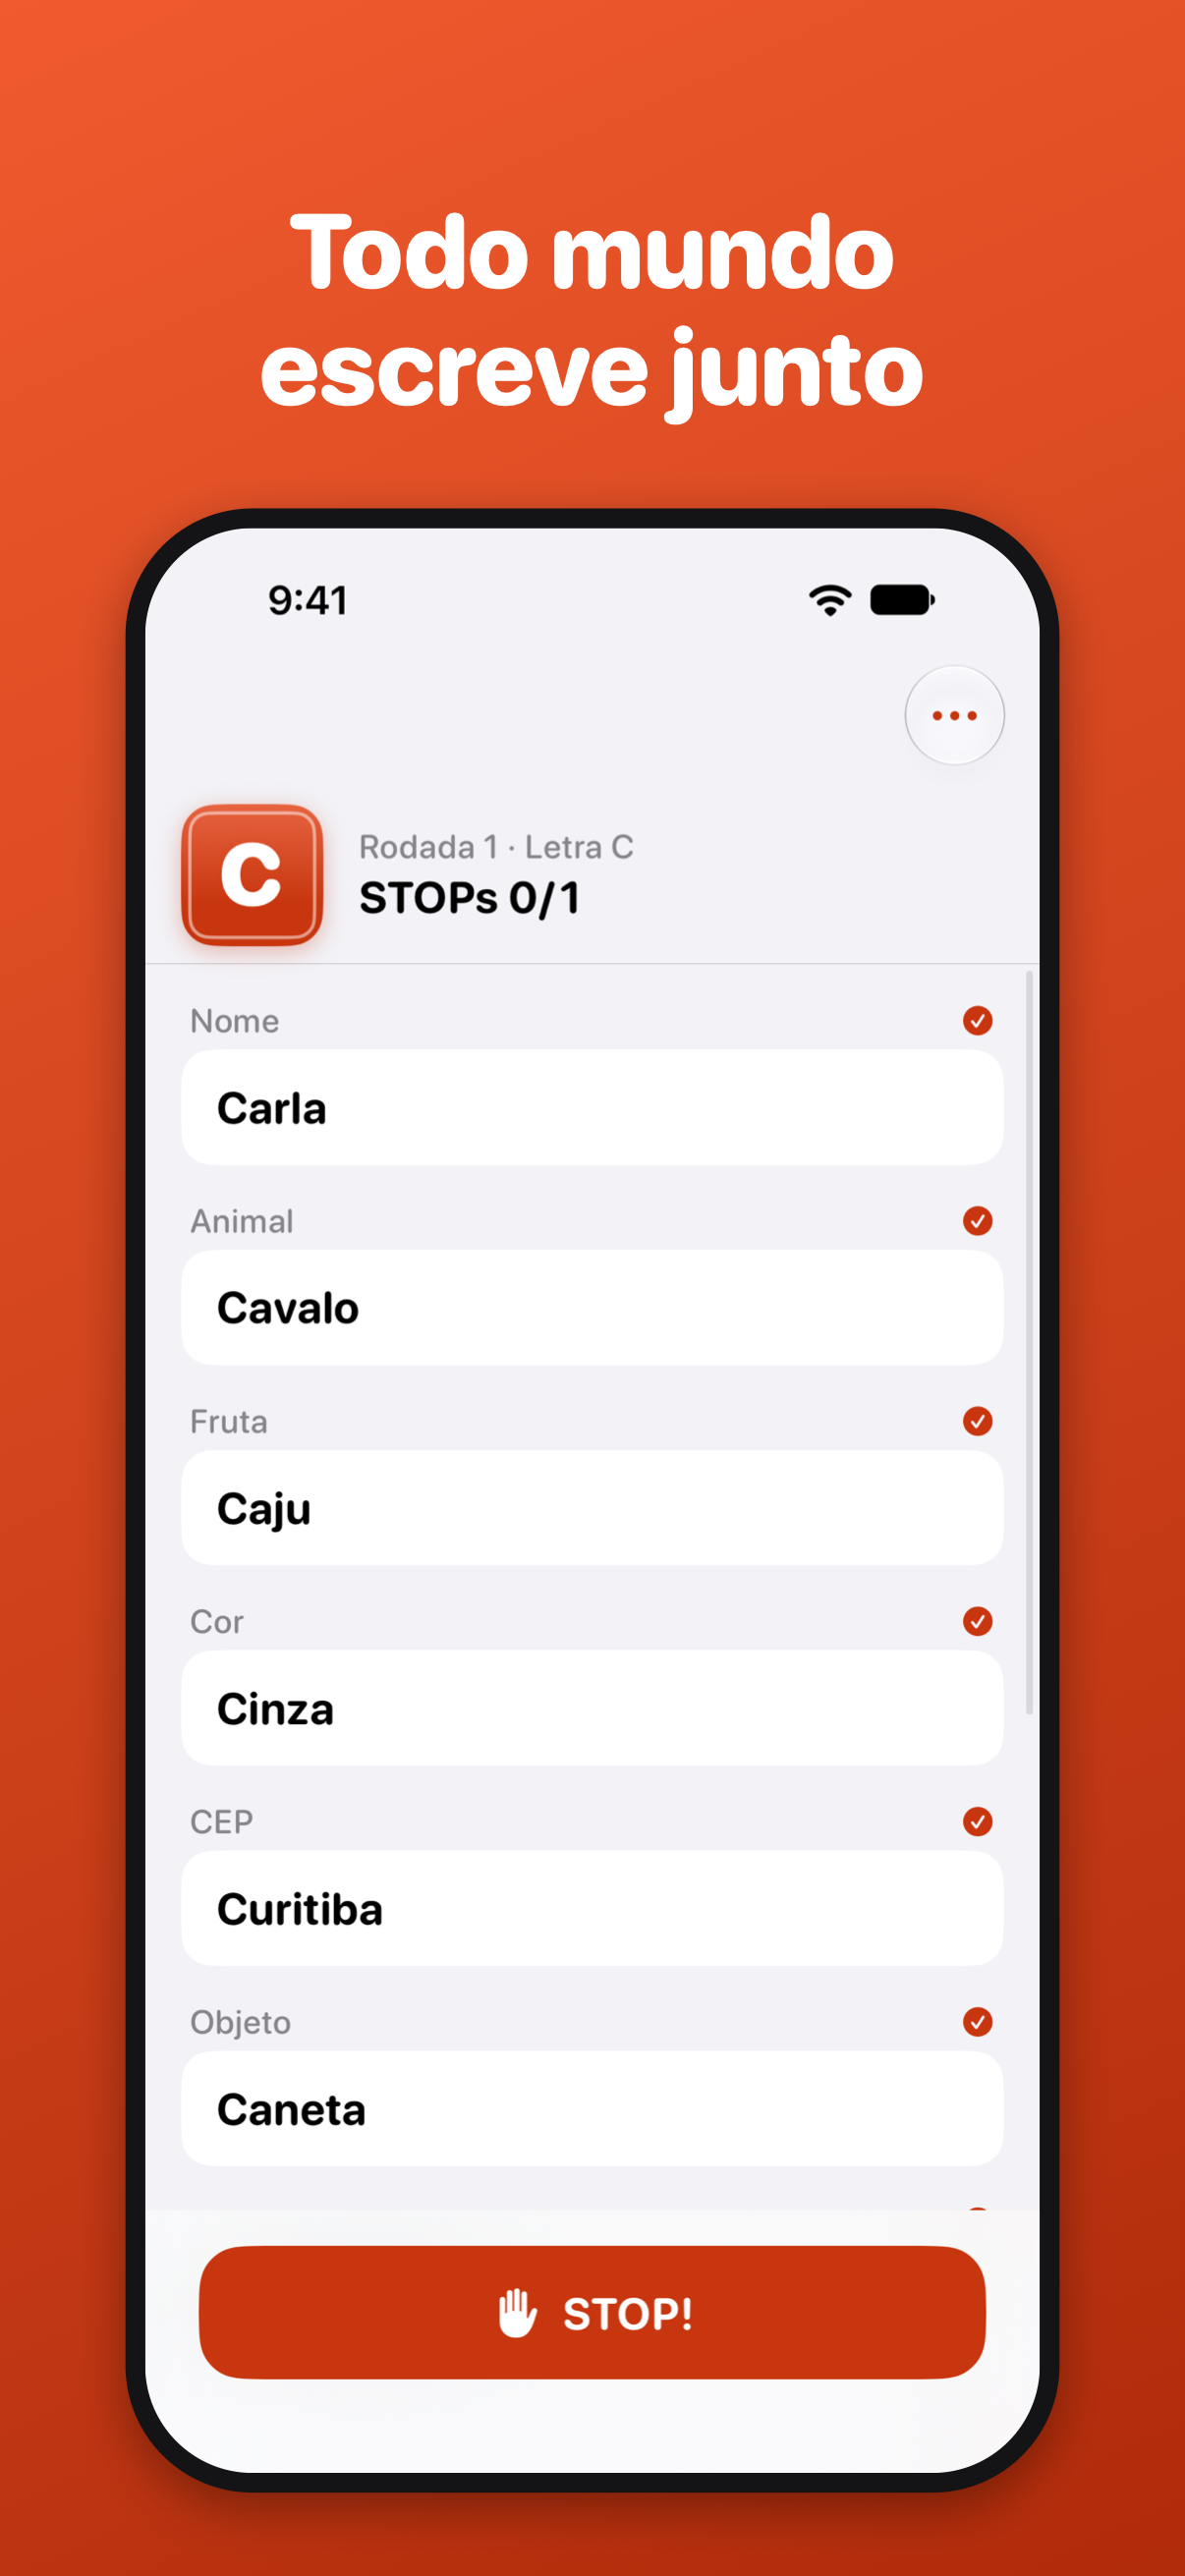 Todo mundo
escreve junto
9:41
C
Rodada 1 · Letra C
STOPs 0/1
Nome
Carla
Animal
Cavalo
Fruta
Caju
Cor
Cinza
CEP
Curitiba
Objeto
Caneta
STOP!